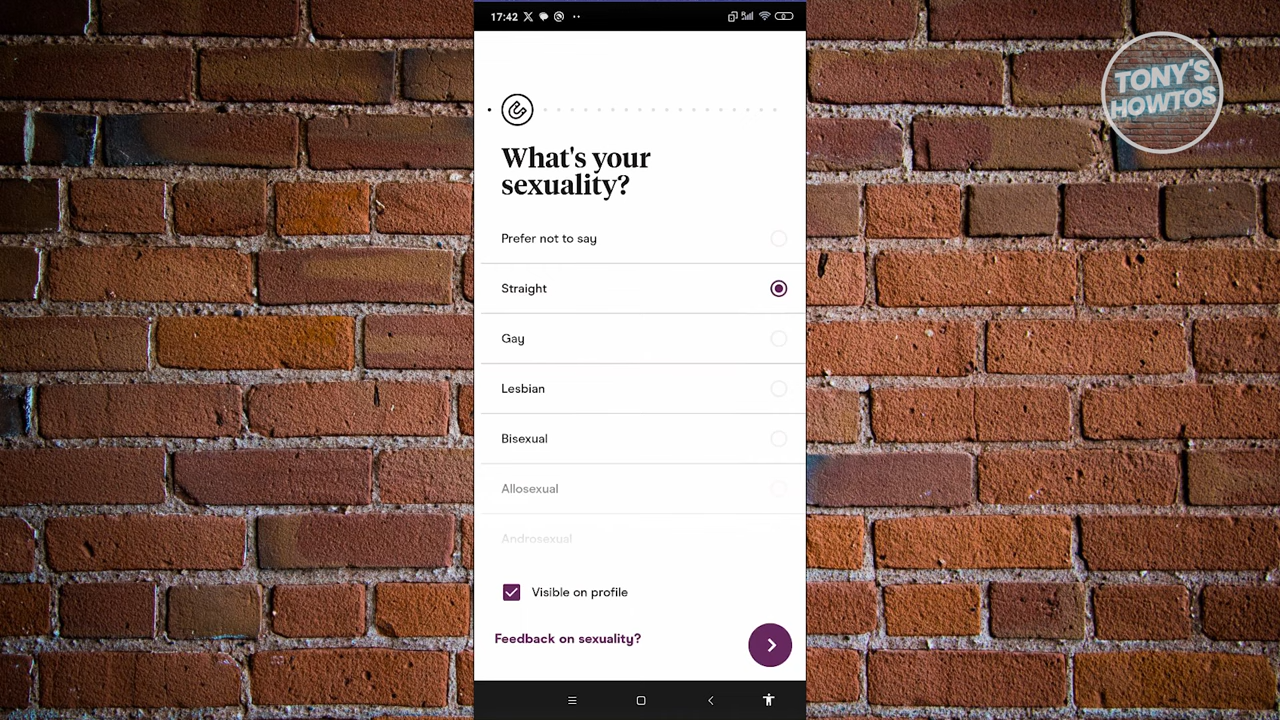 17:42
TONY'S
HOWTOS
What's your
sexuality?
Prefer not to say
Straight
Gay
Lesbian
Bisexual
Allosexual
Androsexual
Visible on profile
Feedback on sexuality?